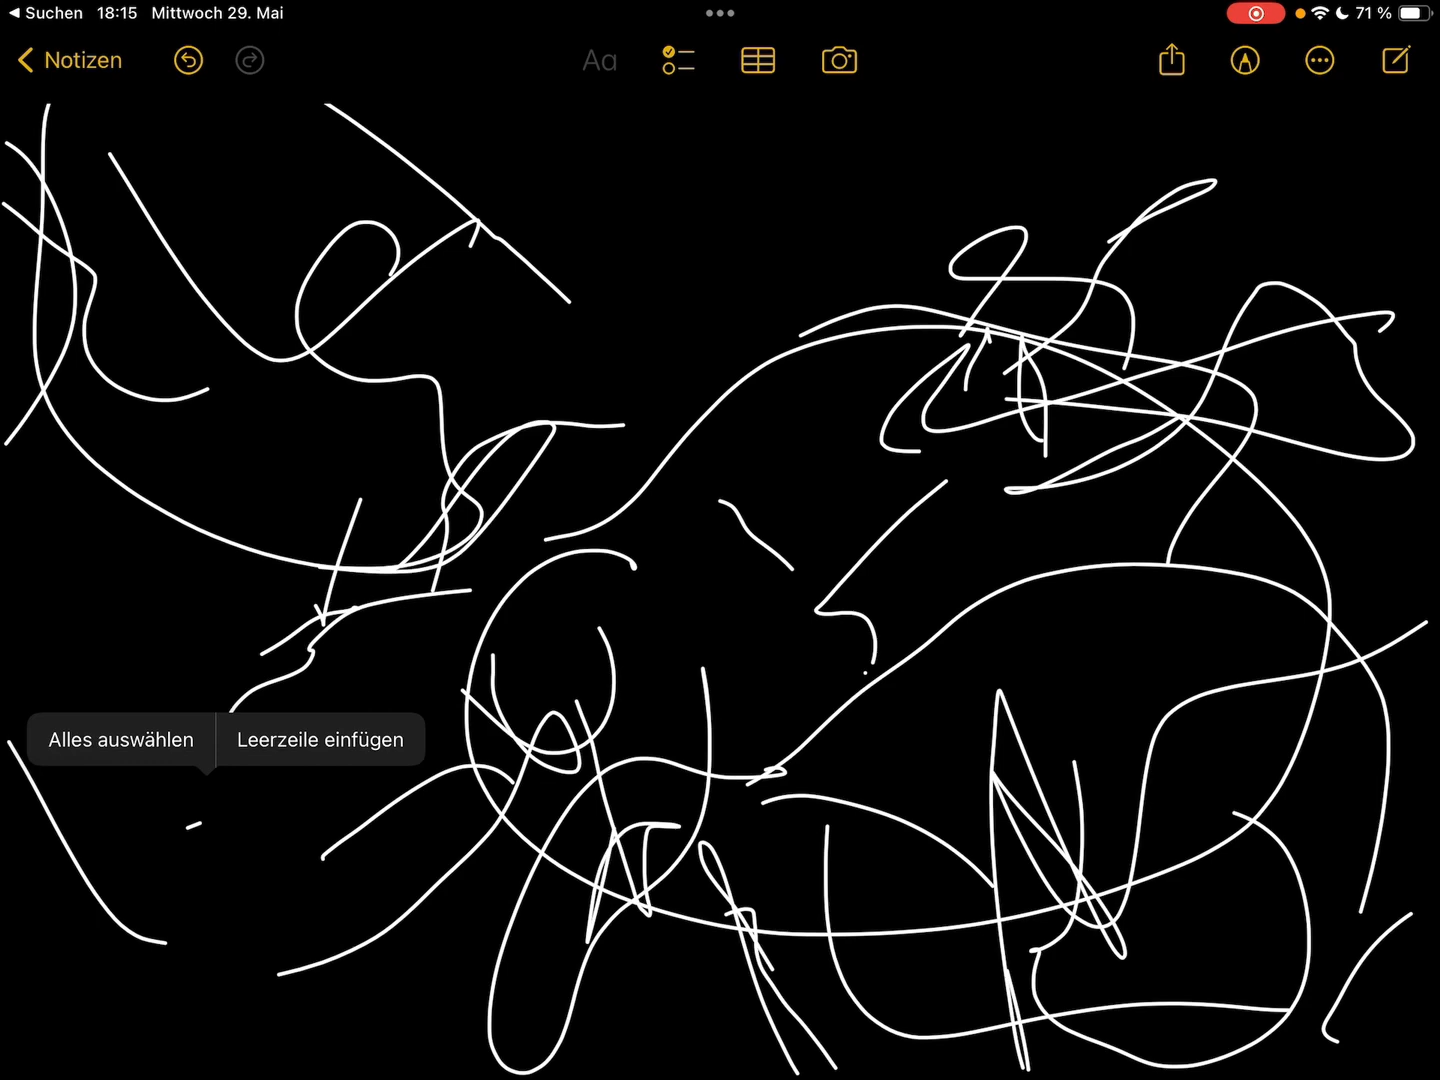 Suchen 18:15 Mittwoch 29. Mai 71 %
Notizen Aa
Alles auswählen Leerzeile einfügen